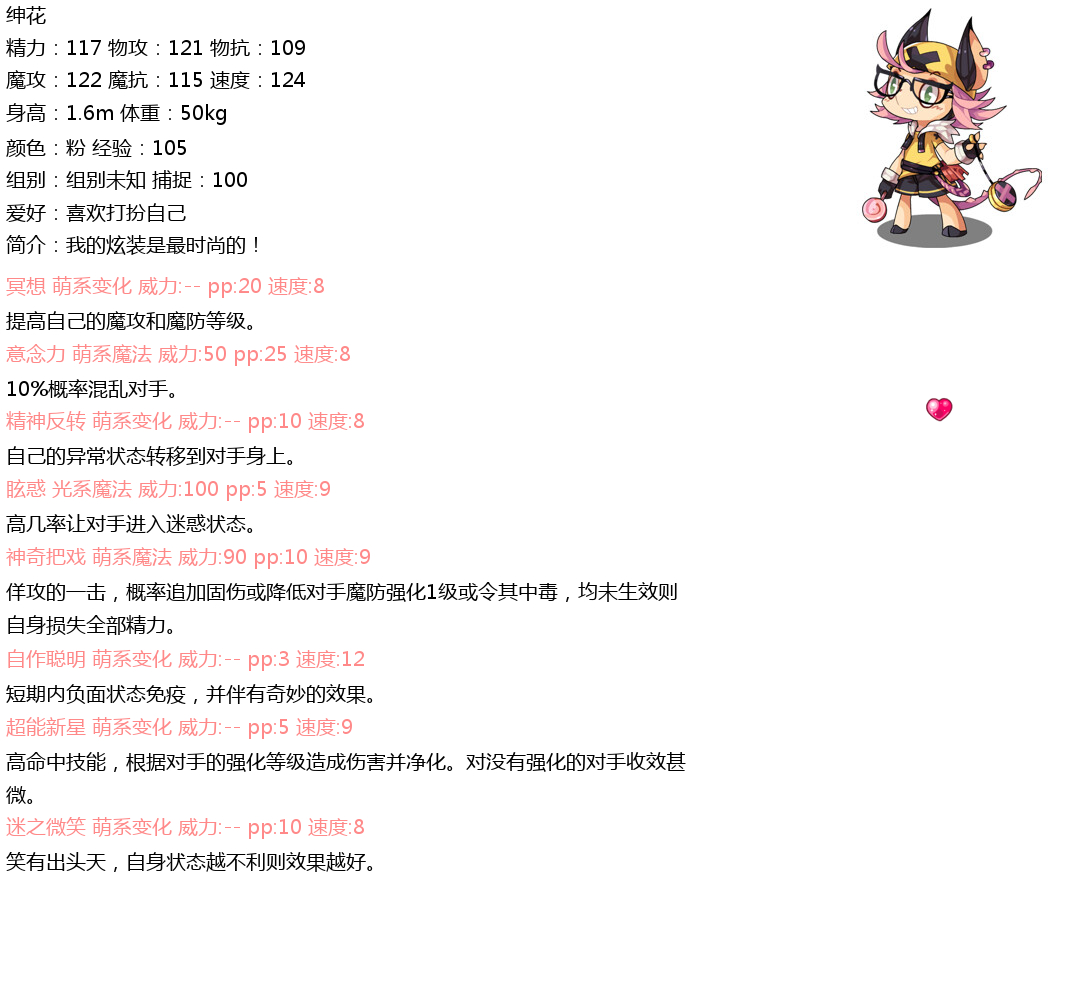 绅花
精力：117 物攻：121 物抗：109
魔攻：122 魔抗：115 速度：124
身高：1.6m 体重：50kg
颜色：粉 经验：105
组别：组别未知 捕捉：100
爱好：喜欢打扮自己
简介：我的炫装是最时尚的！
冥想 萌系变化 威力:-- pp:20 速度:8
提高自己的魔攻和魔防等级。
意念力 萌系魔法 威力:50 pp:25 速度:8
10%概率混乱对手。
精神反转 萌系变化 威力:-- pp:10 速度:8
自己的异常状态转移到对手身上。
眩惑 光系魔法 威力:100 pp:5 速度:9
高几率让对手进入迷惑状态。
神奇把戏 萌系魔法 威力:90 pp:10 速度:9
佯攻的一击，概率追加固伤或降低对手魔防强化1级或令其中毒，均未生效则
自身损失全部精力。
自作聪明 萌系变化 威力:-- pp:3 速度:12
短期内负面状态免疫，并伴有奇妙的效果。
超能新星 萌系变化 威力:-- pp:5 速度:9
高命中技能，根据对手的强化等级造成伤害并净化。对没有强化的对手收效甚
微。
迷之微笑 萌系变化 威力:-- pp:10 速度:8
笑有出头天，自身状态越不利则效果越好。